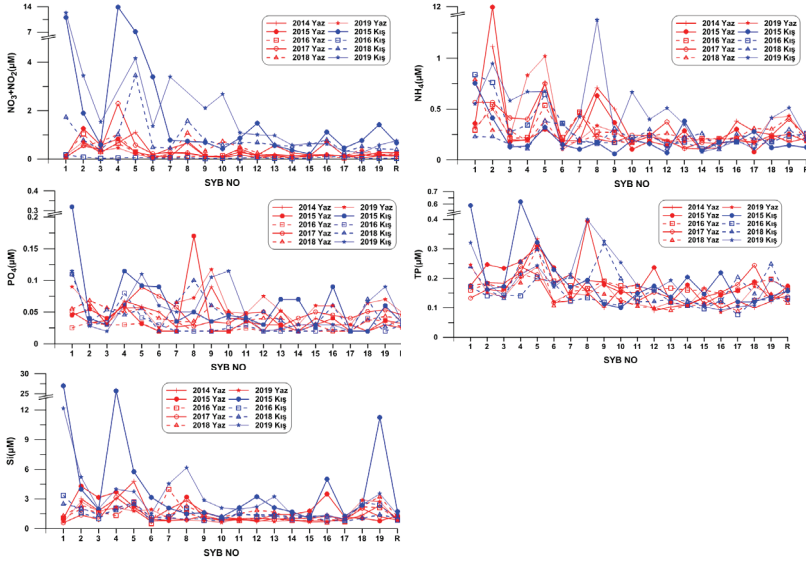 14
7
4
2
0
NO3+NO2(μM)
2014 Yaz 2019 Yaz
2015 Yaz 2015 Kış
2016 Yaz 2016 Kış
2017 Yaz 2018 Kış
2018 Yaz 2019 Kış
1 2 3 4 5 6 7 8 9 10 11 12 13 14 15 16 17 18 19 R
SYB NO
12
1
0.5
0
NH4(μM)
2014 Yaz 2019 Yaz
2015 Yaz 2015 Kış
2016 Yaz 2016 Kış
2017 Yaz 2018 Kış
2018 Yaz 2019 Kış
1 2 3 4 5 6 7 8 9 10 11 12 13 14 15 16 17 18 19 R
SYB NO
0.4
0.3
0.2
0.15
0.1
0.05
0
PO4(μM)
2014 Yaz 2019 Yaz
2015 Yaz 2015 Kış
2016 Yaz 2016 Kış
2017 Yaz 2018 Kış
2018 Yaz 2019 Kış
1 2 3 4 5 6 7 8 9 10 11 12 13 14 15 16 17 18 19 R
SYB NO
0.7
0.6
0.4
0.3
0.2
0.1
0
TP(μM)
2014 Yaz 2019 Yaz
2015 Yaz 2015 Kış
2016 Yaz 2016 Kış
2017 Yaz 2018 Kış
2018 Yaz 2019 Kış
1 2 3 4 5 6 7 8 9 10 11 12 13 14 15 16 17 18 19 R
SYB NO
30
25
12
9
6
3
0
Si(μM)
2014 Yaz 2019 Yaz
2015 Yaz 2015 Kış
2016 Yaz 2016 Kış
2017 Yaz 2018 Kış
2018 Yaz 2019 Kış
1 2 3 4 5 6 7 8 9 10 11 12 13 14 15 16 17 18 19 R
SYB NO